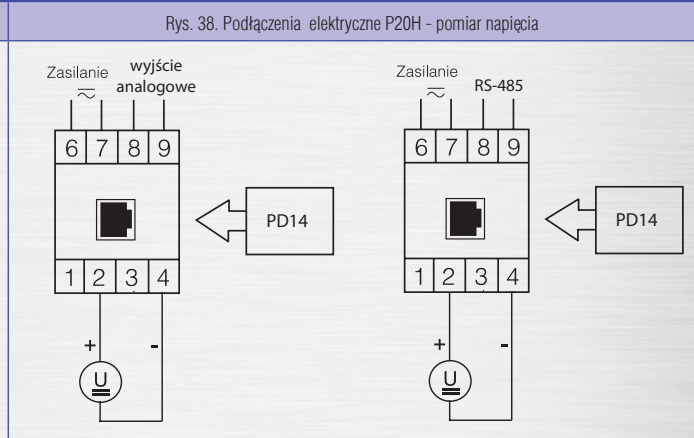 Rys. 38. Podłączenia elektryczne P20H - pomiar napięcia
Zasilanie
wyjście
analogowe
6 7 8 9
PD14
1 2 3 4
+ -
U
Zasilanie
RS-485
6 7 8 9
PD14
1 2 3 4
+ -
U